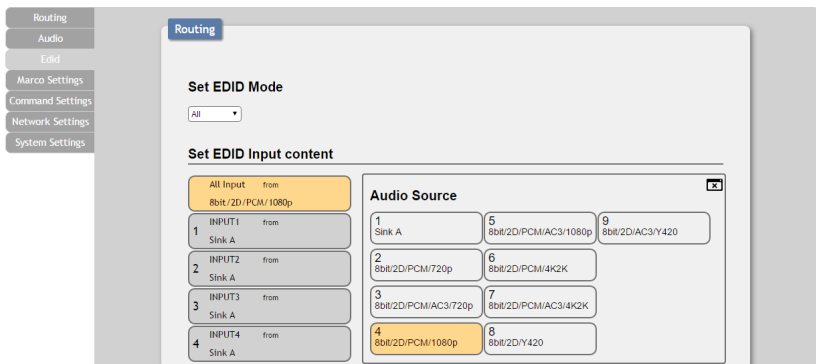 Routing
Audio
Edid
Marco Settings
Command Settings
Network Settings
System Settings
Routing
Set EDID Mode
All
Set EDID Input content
All Input from
8bit/2D/PCM/1080p
1 INPUT1 from
Sink A
2 INPUT2 from
Sink A
3 INPUT3 from
Sink A
4 INPUT4 from
Sink A
Audio Source
1
Sink A
2
8bit/2D/PCM/720p
3
8bit/2D/PCM/AC3/720p
4
8bit/2D/PCM/1080p
5
8bit/2D/PCM/AC3/1080p
6
8bit/2D/PCM/4K2K
7
8bit/2D/PCM/AC3/4K2K
8
8bit/2D/Y420
9
8bit/2D/AC3/Y420